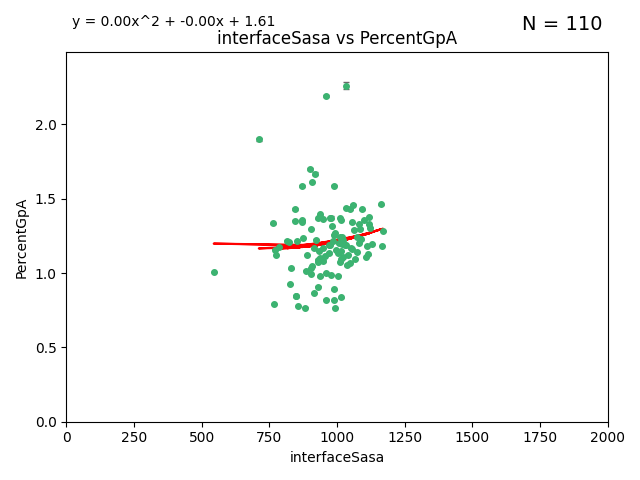 y = 0.00x^2 + -0.00x + 1.61
N = 110
interfaceSasa vs PercentGpA
PercentGpA
2.0
1.5
1.0
0.5
0.0
0 250 500 750 1000 1250 1500 1750 2000
interfaceSasa